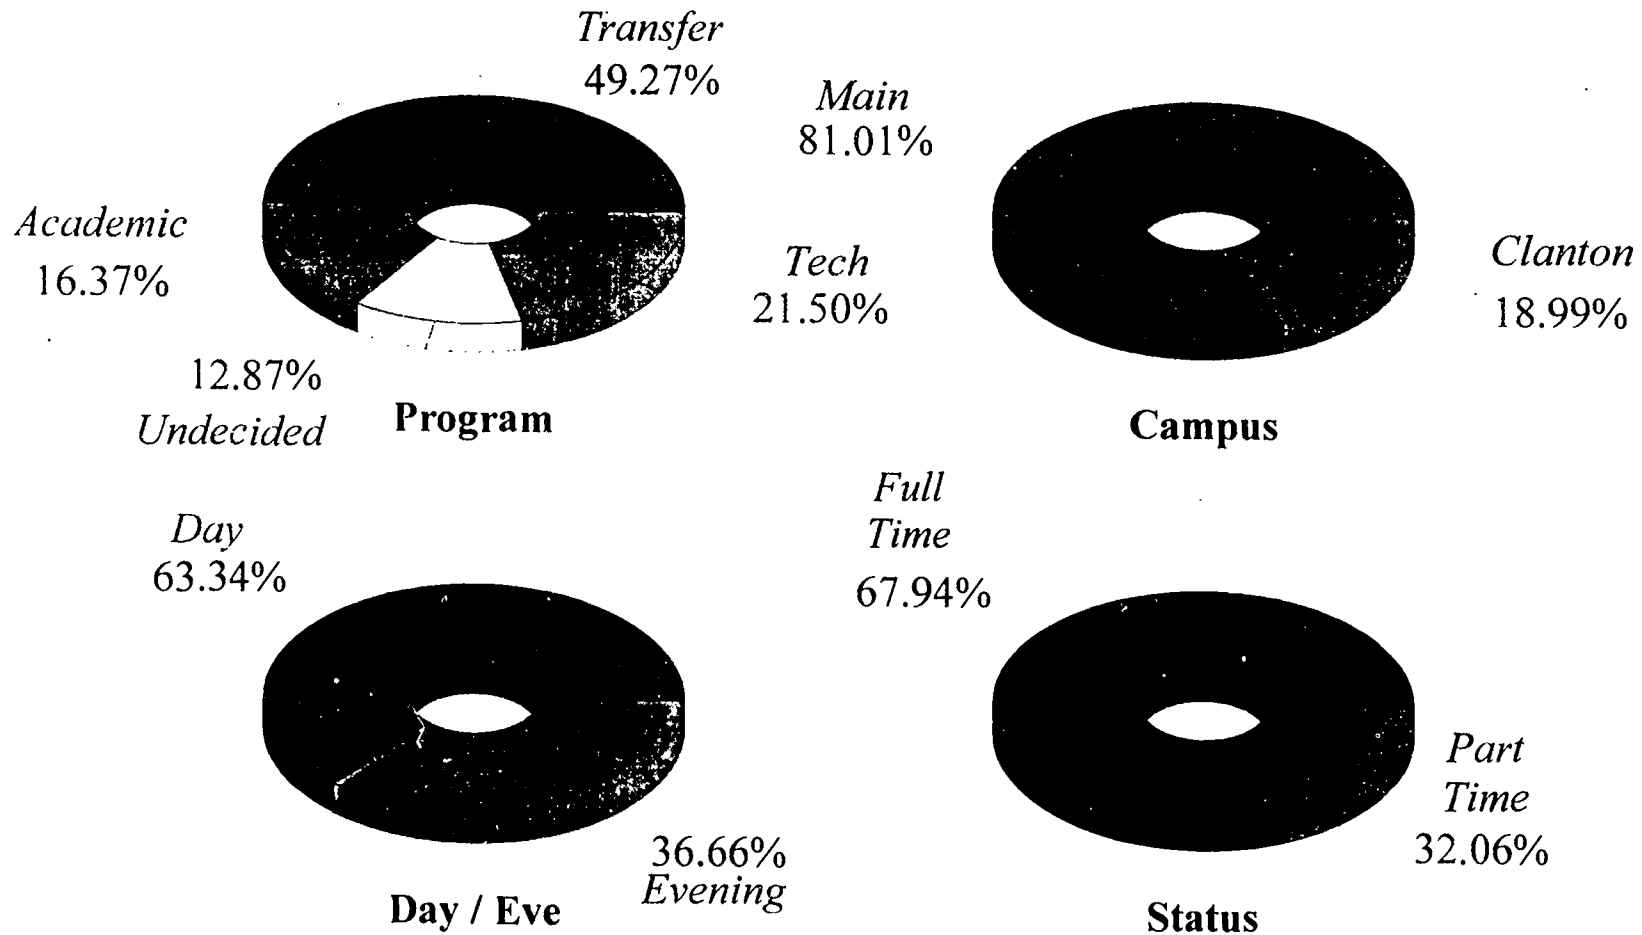 Transfer
49.27%
Academic
16.37%
Tech
21.50%
12.87%
Undecided
Program
Main
81.01%
Clanton
18.99%
Campus
Day
63.34%
36.66%
Evening
Day / Eve
Full
Time
67.94%
Part
Time
32.06%
Status